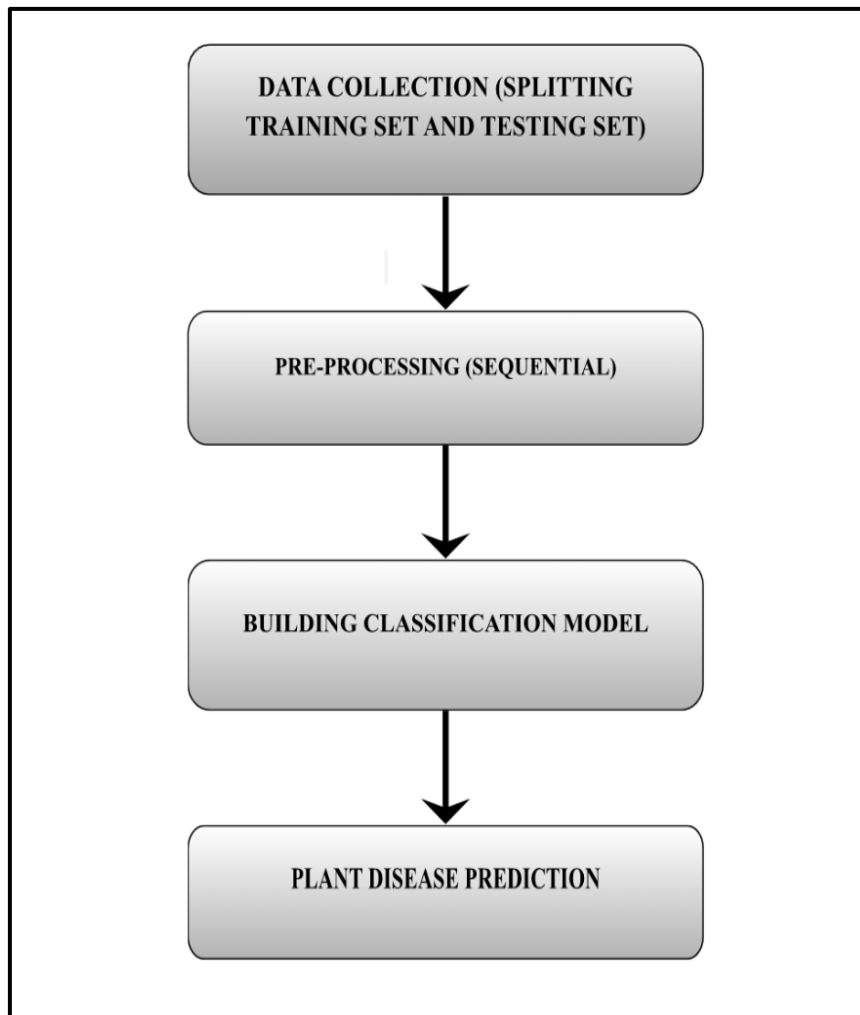 DATA COLLECTION (SPLITTING
TRAINING SET AND TESTING SET)
PRE-PROCESSING (SEQUENTIAL)
BUILDING CLASSIFICATION MODEL
PLANT DISEASE PREDICTION